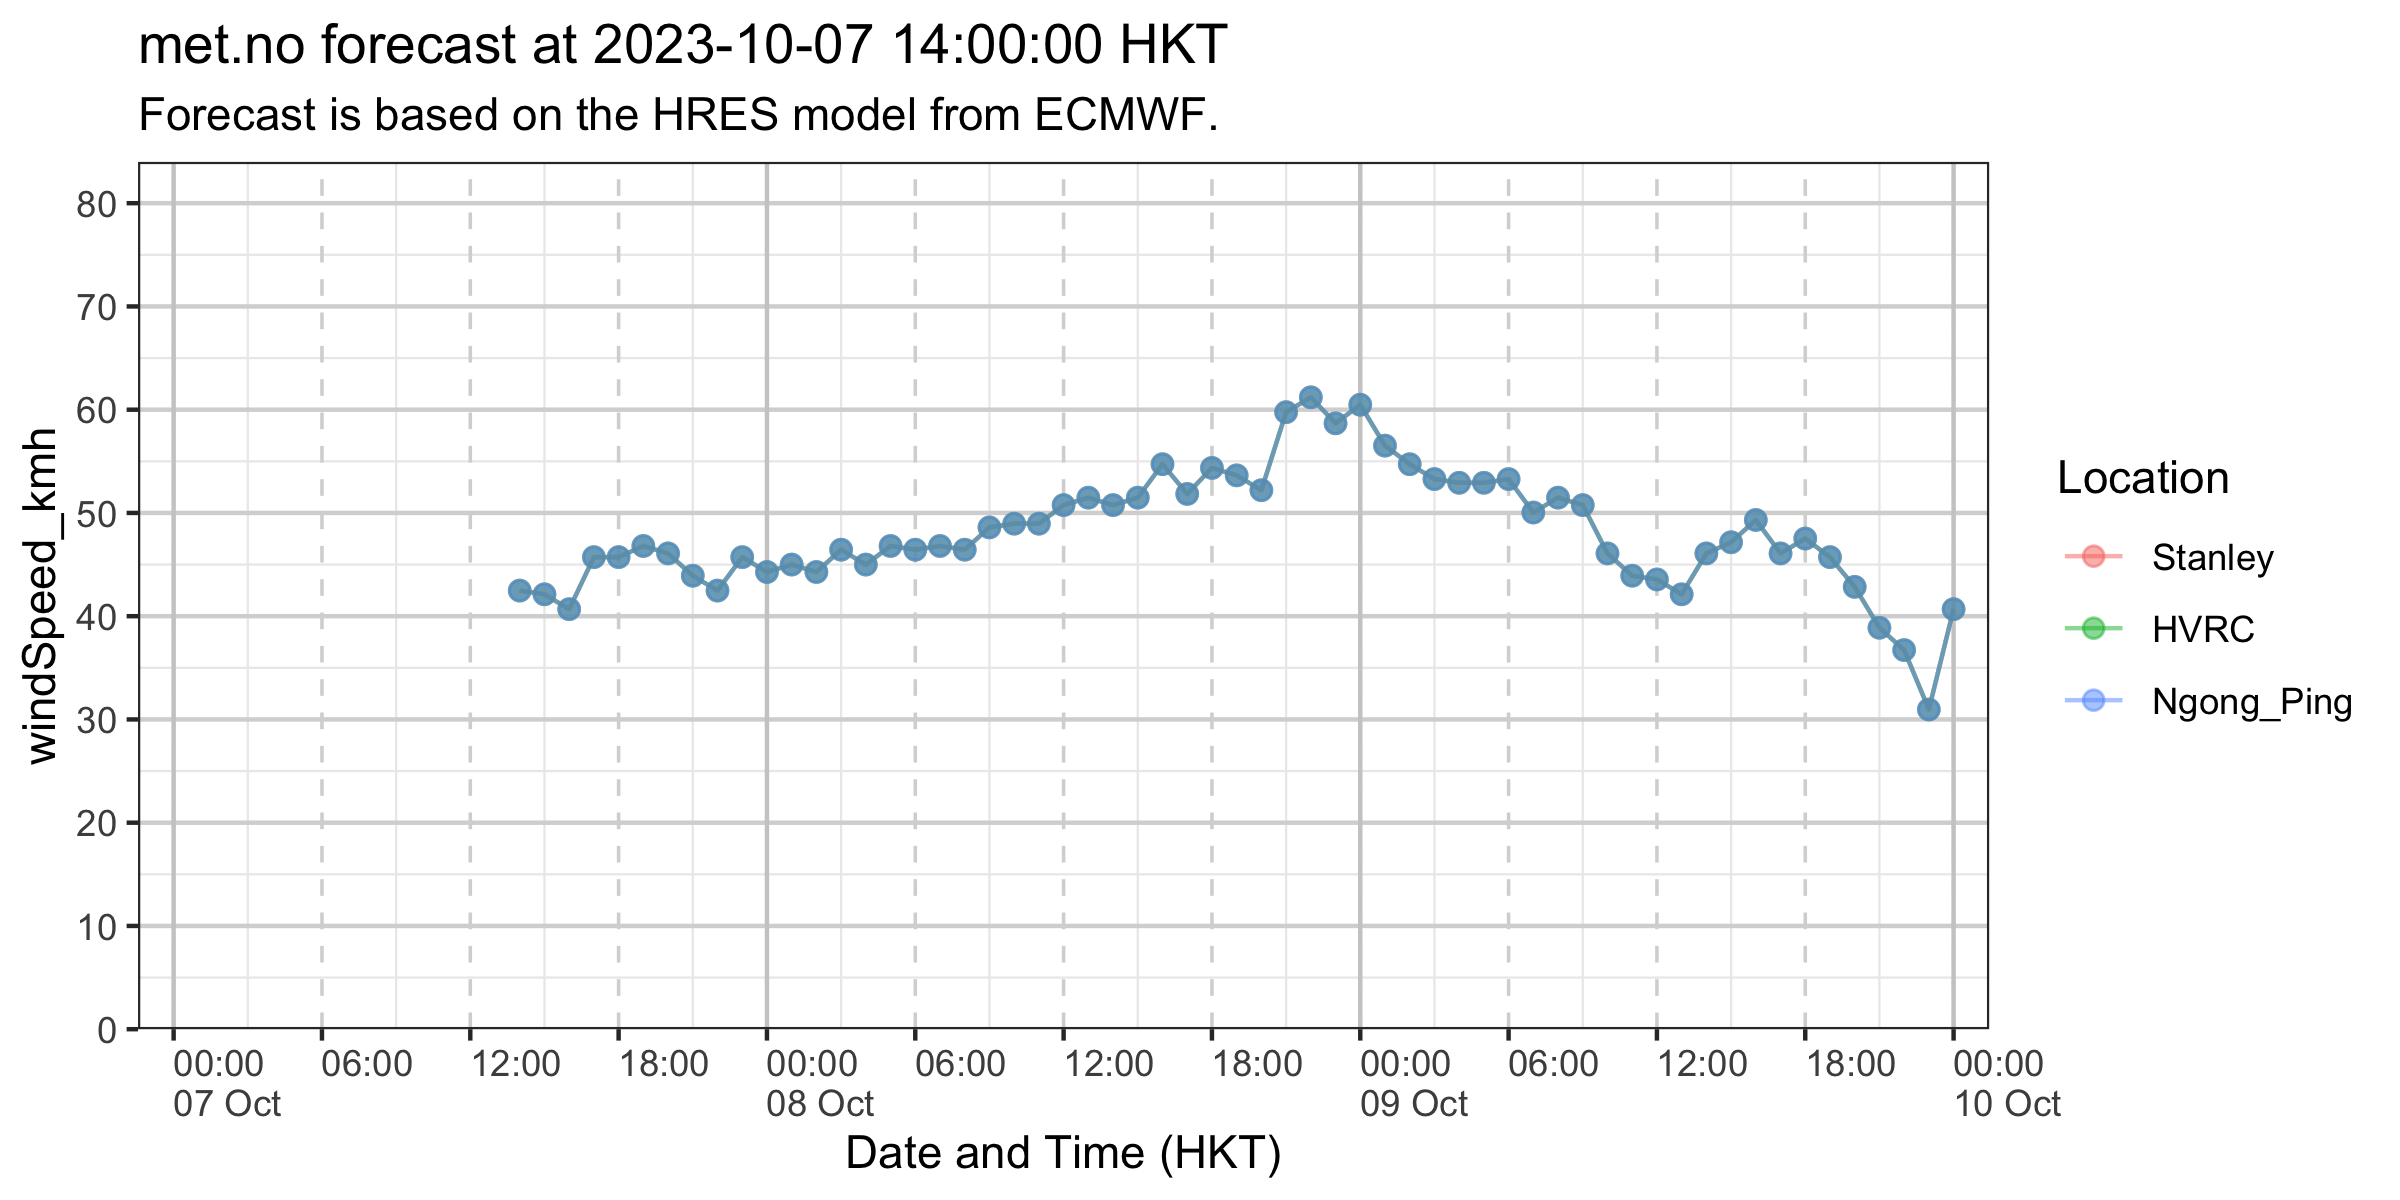 met.no forecast at 2023-10-07 14:00:00 HKT
Forecast is based on the HRES model from ECMWF.
windSpeed_kmh
80
70
60
50
40
30
20
10
0
00:00 06:00 12:00 18:00 00:00 06:00 12:00 18:00 00:00 06:00 12:00 18:00 00:00
07 Oct 08 Oct 09 Oct 10 Oct
Date and Time (HKT)
Location
Stanley
HVRC
Ngong_Ping